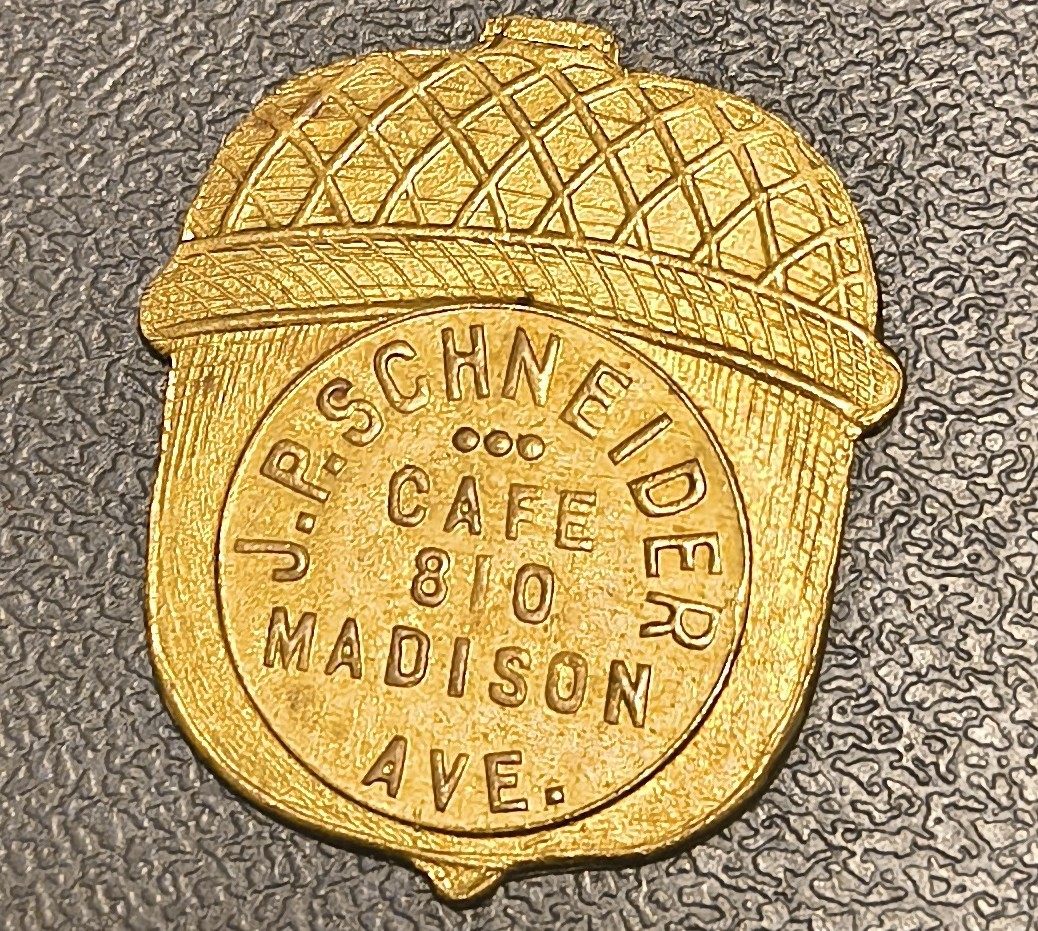 J.P. SCHNEIDER
CAFE
810
MADISON
AVE.